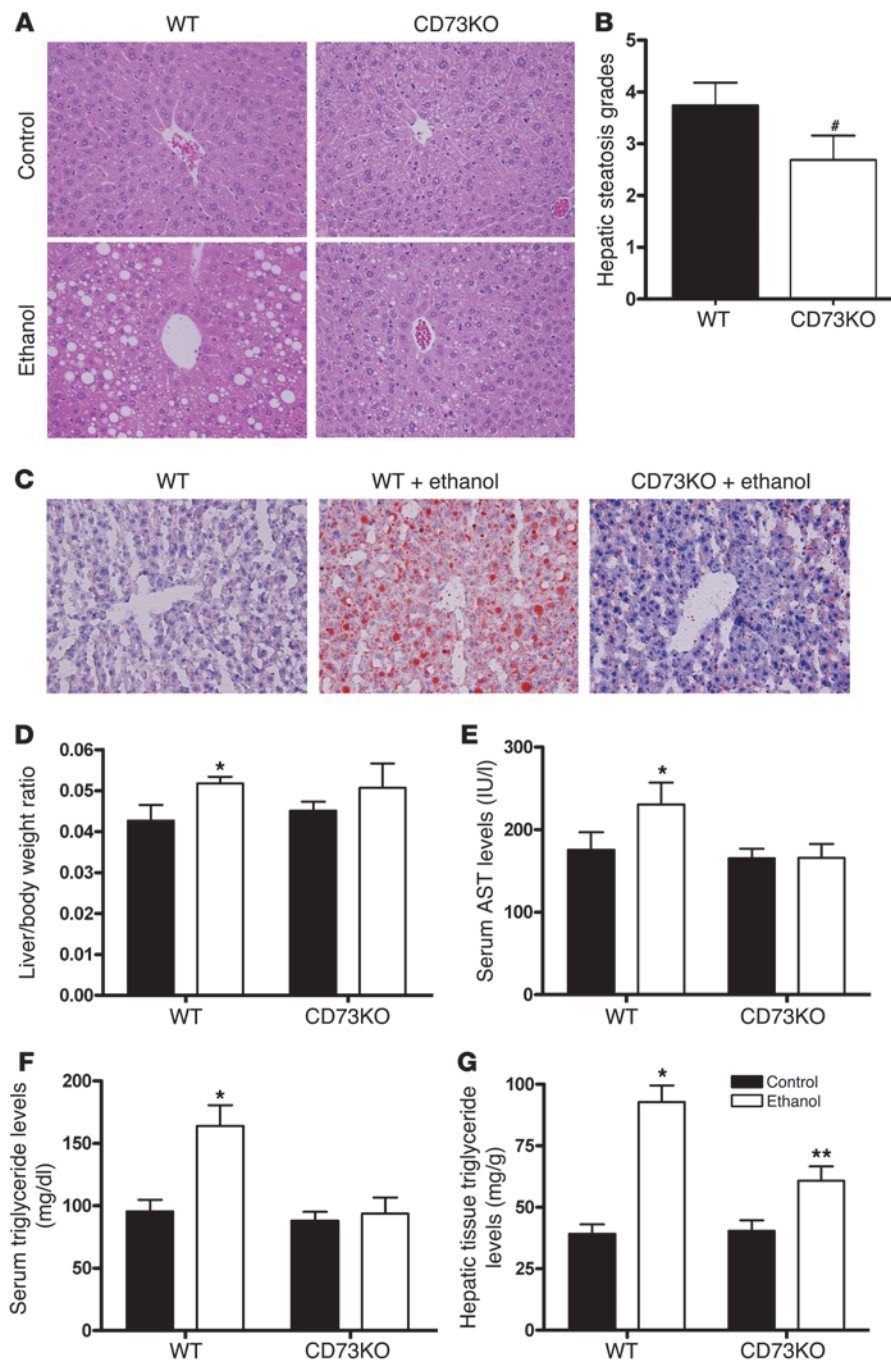 A
WT
CD73KO
Control
Ethanol
B
Hepatic steatosis grades
5
4
3
2
1
0
#
WT
CD73KO
C
WT
WT + ethanol
CD73KO + ethanol
D
Liver/body weight ratio
0.06
0.05
0.04
0.03
0.02
0.01
0.00
*
WT
CD73KO
E
Serum AST levels (IU/l)
300
200
100
0
*
WT
CD73KO
F
Serum triglyceride levels
(mg/dl)
200
150
100
50
0
*
WT
CD73KO
G
Hepatic tissue triglyceride
levels (mg/g)
100
75
50
25
0
*
**
Control
Ethanol
WT
CD73KO